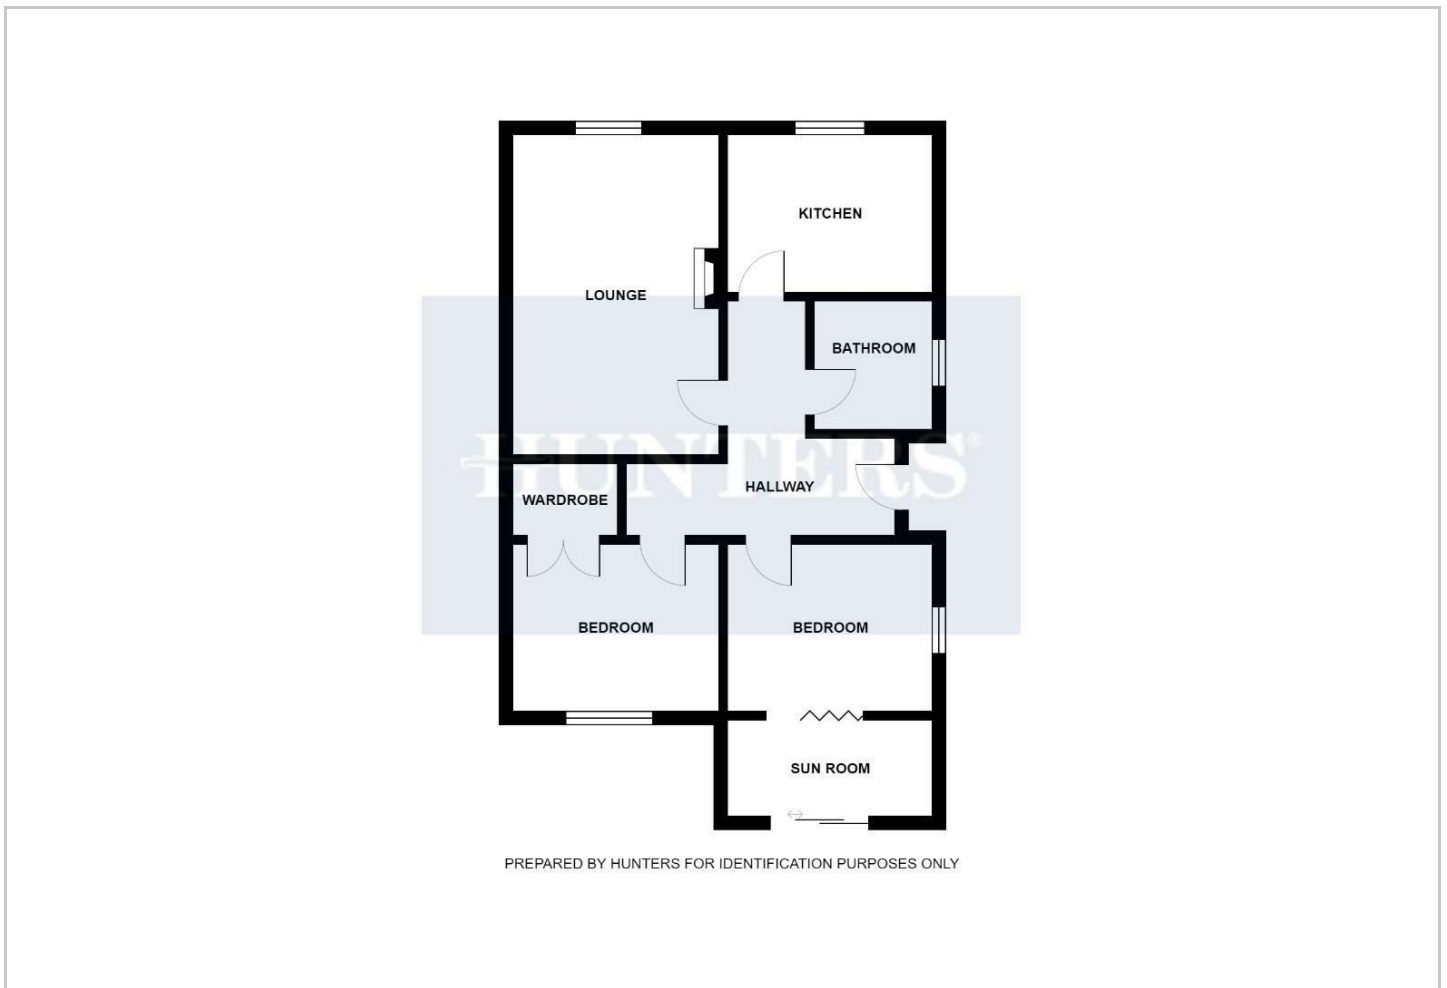 KITCHEN
LOUNGE
BATHROOM
HUNTERS®
HALLWAY
WARDROBE
BEDROOM
BEDROOM
SUN ROOM
PREPARED BY HUNTERS FOR IDENTIFICATION PURPOSES ONLY